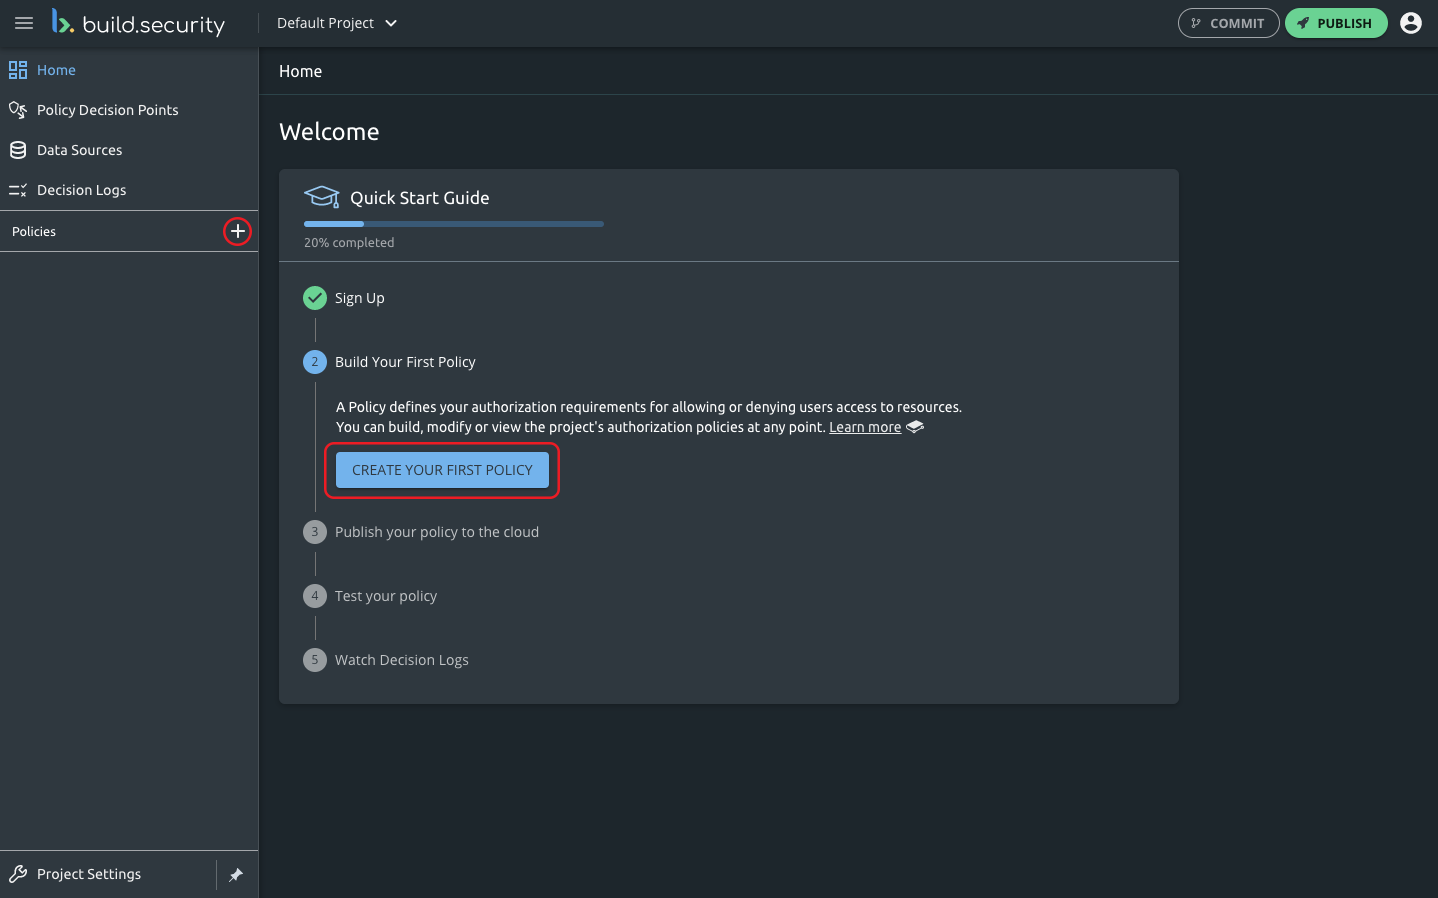 build.security
Default Project
COMMIT
PUBLISH
Home
Policy Decision Points
Data Sources
Decision Logs
Policies
Project Settings
Home
Welcome
Quick Start Guide
20% completed
Sign Up
2 Build Your First Policy
A Policy defines your authorization requirements for allowing or denying users access to resources.
You can build, modify or view the project's authorization policies at any point. Learn more
CREATE YOUR FIRST POLICY
3 Publish your policy to the cloud
4 Test your policy
5 Watch Decision Logs